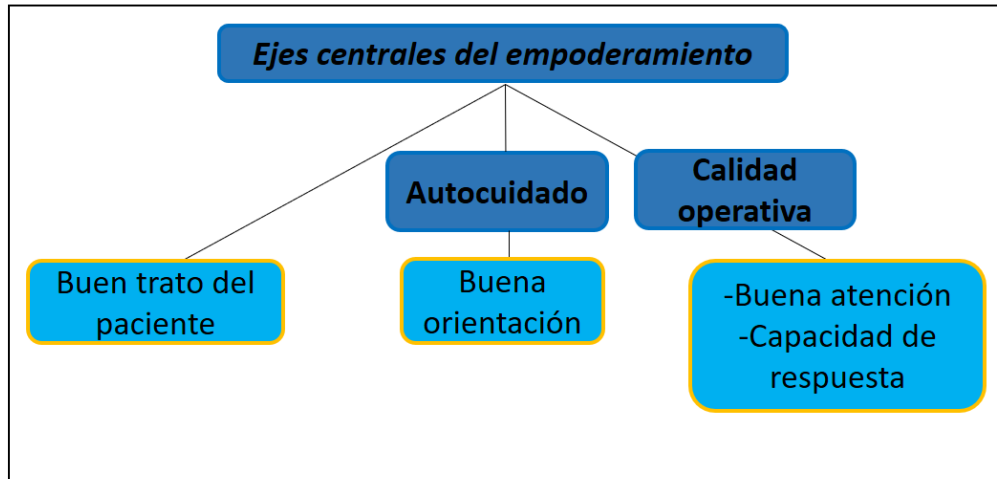 Ejes centrales del empoderamiento
Autocuidado
Calidad
operativa
Buen trato del
paciente
Buena
orientación
-Buena atención
-Capacidad de
respuesta